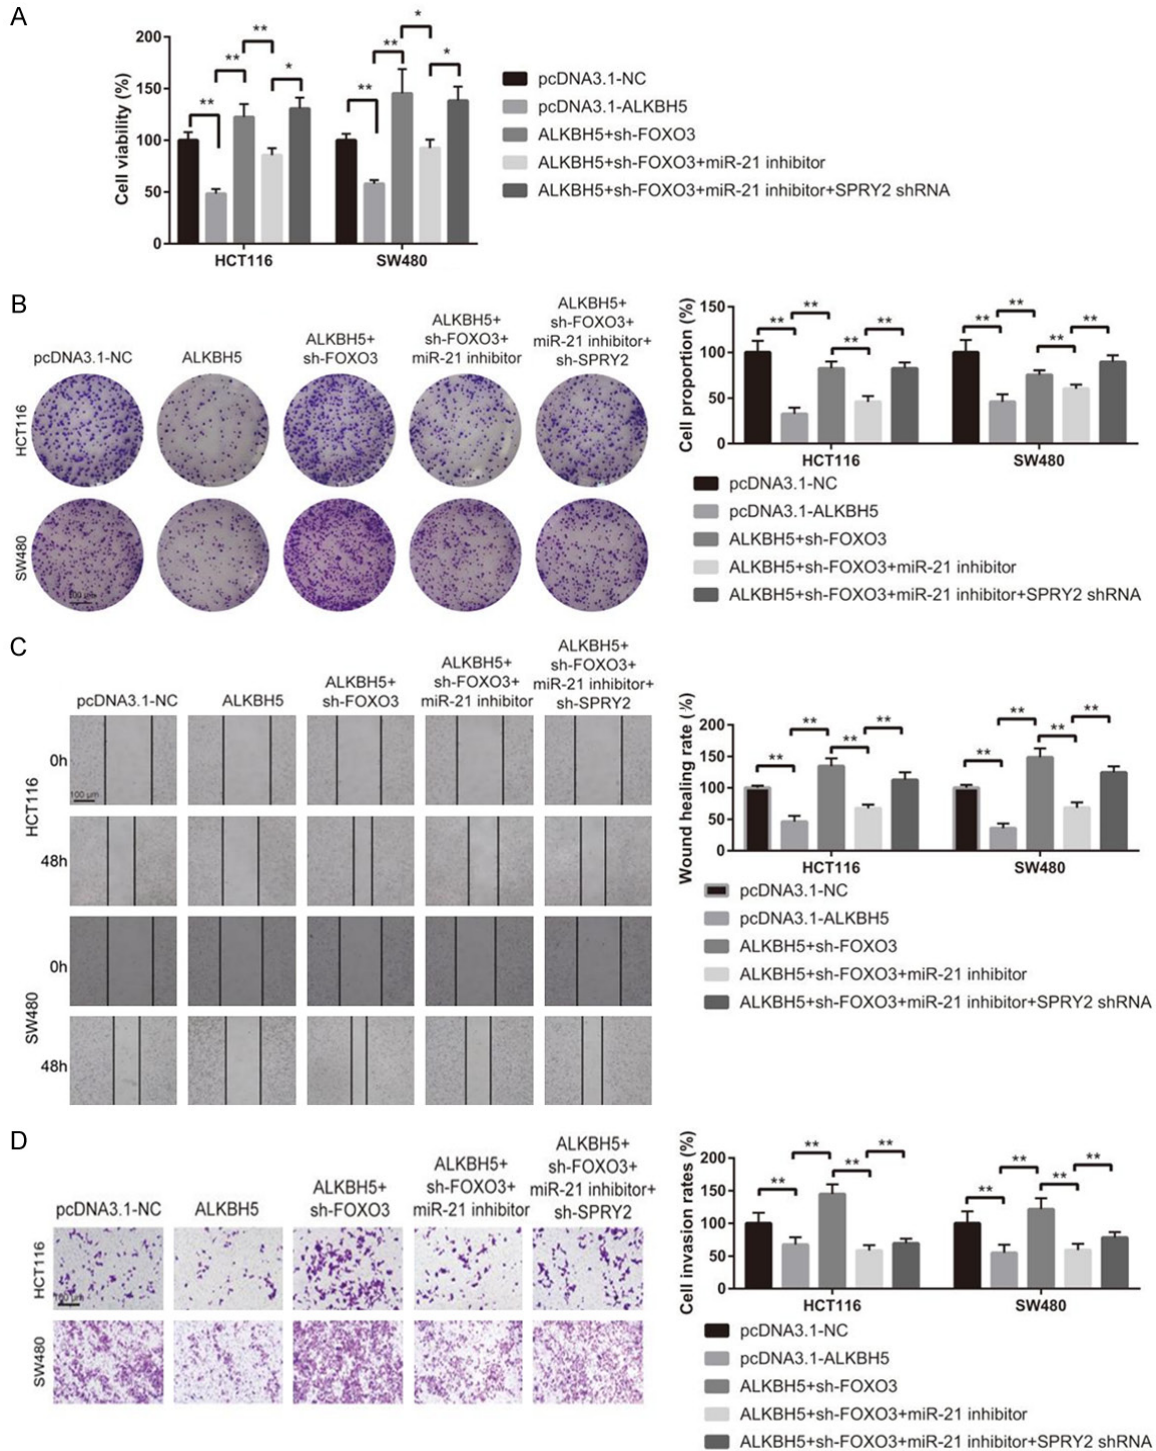 A
200
150
100
50
0
Cell viability (%)
**
**
**
*
**
**
*
*
HCT116
SW480
pcDNA3.1-NC
pcDNA3.1-ALKBH5
ALKBH5+sh-FOXO3
ALKBH5+sh-FOXO3+miR-21 inhibitor
ALKBH5+sh-FOXO3+miR-21 inhibitor+SPRY2 shRNA
B
pcDNA3.1-NC
ALKBH5
ALKBH5+
sh-FOXO3
ALKBH5+
sh-FOXO3+
miR-21 inhibitor
ALKBH5+
sh-FOXO3+
miR-21 inhibitor+
sh-SPRY2
HCT116
SW480
100 μm
150
100
50
0
Cell proportion (%)
**
**
**
**
**
**
**
**
HCT116
SW480
pcDNA3.1-NC
pcDNA3.1-ALKBH5
ALKBH5+sh-FOXO3
ALKBH5+sh-FOXO3+miR-21 inhibitor
ALKBH5+sh-FOXO3+miR-21 inhibitor+SPRY2 shRNA
C
pcDNA3.1-NC
ALKBH5
ALKBH5+
sh-FOXO3
ALKBH5+
sh-FOXO3+
miR-21 inhibitor
ALKBH5+
sh-FOXO3+
miR-21 inhibitor+
sh-SPRY2
HCT116
0h
100 μm
48h
SW480
0h
48h
200
150
100
50
0
Wound healing rate (%)
**
**
**
**
**
**
**
**
HCT116
SW480
pcDNA3.1-NC
pcDNA3.1-ALKBH5
ALKBH5+sh-FOXO3
ALKBH5+sh-FOXO3+miR-21 inhibitor
ALKBH5+sh-FOXO3+miR-21 inhibitor+SPRY2 shRNA
D
pcDNA3.1-NC
ALKBH5
ALKBH5+
sh-FOXO3
ALKBH5+
sh-FOXO3+
miR-21 inhibitor
ALKBH5+
sh-FOXO3+
miR-21 inhibitor+
sh-SPRY2
HCT116
100 μm
SW480
200
150
100
50
0
Cell invasion rates (%)
**
**
**
**
**
**
**
**
HCT116
SW480
pcDNA3.1-NC
pcDNA3.1-ALKBH5
ALKBH5+sh-FOXO3
ALKBH5+sh-FOXO3+miR-21 inhibitor
ALKBH5+sh-FOXO3+miR-21 inhibitor+SPRY2 shRNA